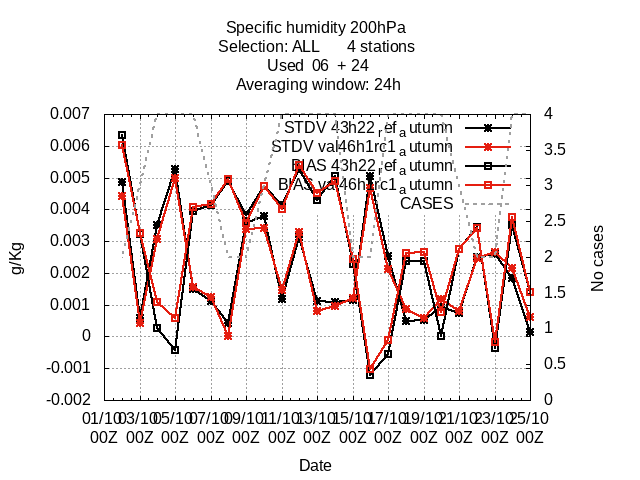 Specific humidity 200hPa
Selection: ALL 4 stations
Used 06 + 24
Averaging window: 24h
0.007
0.006
0.005
0.004
0.003
0.002
0.001
0
-0.001
-0.002
g/Kg
STDV 43h22_ref_autumn
STDV val46h1rc1_autumn
BIAS 43h22_ref_autumn
BIAS val46h1rc1_autumn
CASES
4
3.5
3
2.5
2
1.5
1
0.5
0
No cases
01/10 03/10 05/10 07/10 09/10 11/10 13/10 15/10 17/10 19/10 21/10 23/10 25/10
00Z 00Z 00Z 00Z 00Z 00Z 00Z 00Z 00Z 00Z 00Z 00Z 00Z
Date